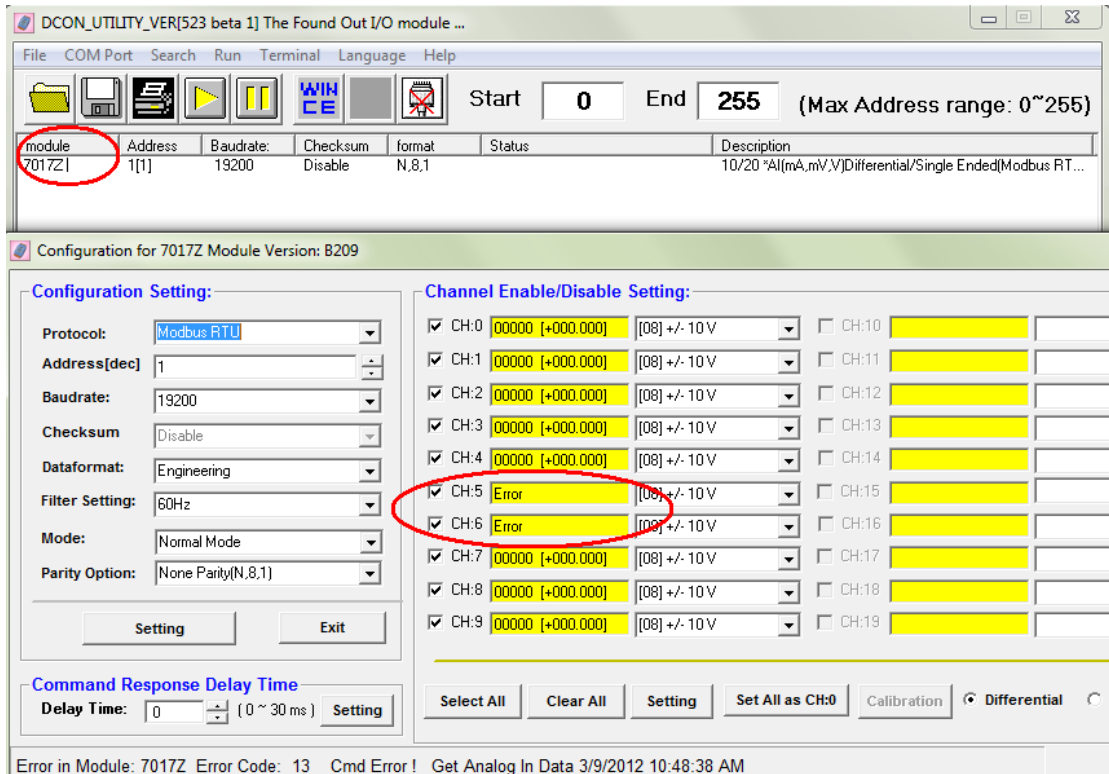 DCON_UTILITY_VER[523 beta 1] The Found Out I/O module ...
File COM Port Search Run Terminal Language Help
WIN CE Start 0 End 255 (Max Address range: 0~255)
module Address Baudrate: Checksum format Status Description
7017Z| 1[1] 19200 Disable N,8,1 10/20 *AI(mA,mV,V)Differential/Single Ended(Modbus RT...
Configuration for 7017Z Module Version: B209
Configuration Setting:
Protocol: Modbus RTU
Address[dec] 1
Baudrate: 19200
Checksum Disable
Dataformat: Engineering
Filter Setting: 60Hz
Mode: Normal Mode
Parity Option: None Parity(N,8,1)
Setting Exit
Command Response Delay Time
Delay Time: 0 ( 0 ~ 30 ms ) Setting
Channel Enable/Disable Setting:
CH:0 00000 [+000.000] [08] +/- 10 V CH:10
CH:1 00000 [+000.000] [08] +/- 10 V CH:11
CH:2 00000 [+000.000] [08] +/- 10 V CH:12
CH:3 00000 [+000.000] [08] +/- 10 V CH:13
CH:4 00000 [+000.000] [08] +/- 10 V CH:14
CH:5 Error [08] +/- 10 V CH:15
CH:6 Error [08] +/- 10 V CH:16
CH:7 00000 [+000.000] [08] +/- 10 V CH:17
CH:8 00000 [+000.000] [08] +/- 10 V CH:18
CH:9 00000 [+000.000] [08] +/- 10 V CH:19
Select All Clear All Setting Set All as CH:0 Calibration Differential
Error in Module: 7017Z Error Code: 13 Cmd Error ! Get Analog In Data 3/9/2012 10:48:38 AM